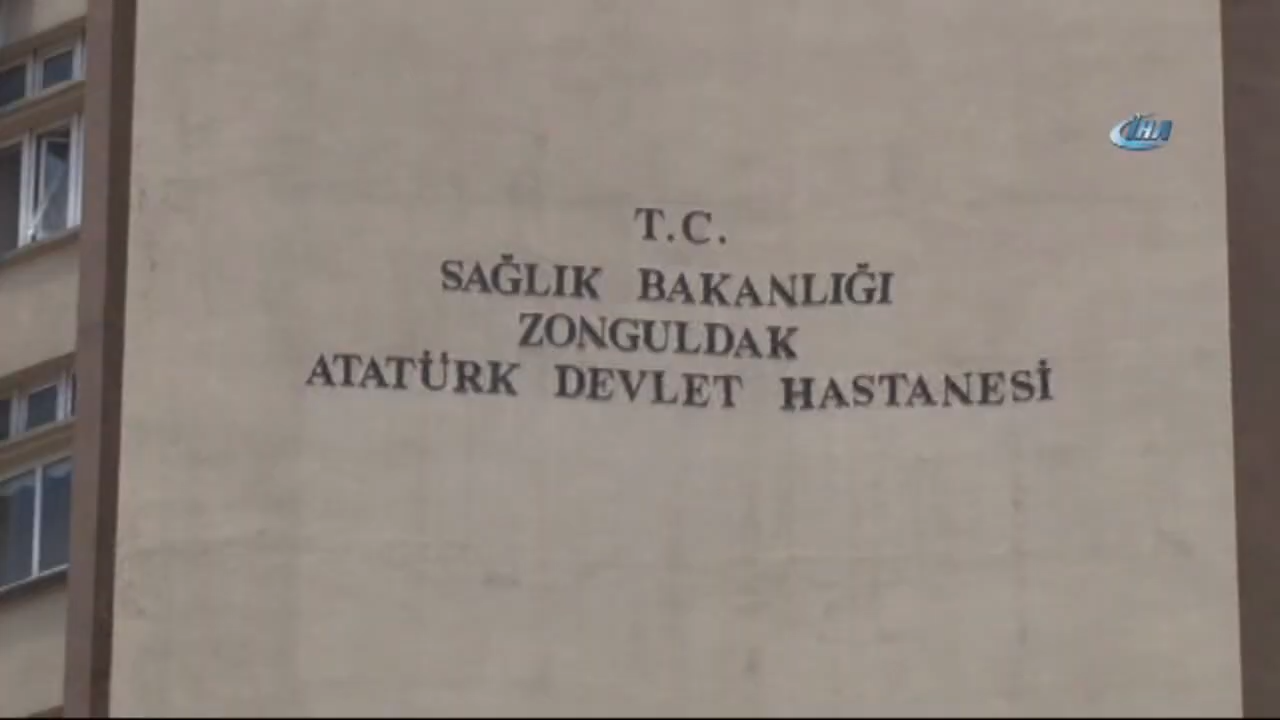 İHA
T.C.
SAĞLIK BAKANLIĞI
ZONGULDAK
ATATÜRK DEVLET HASTANESİ